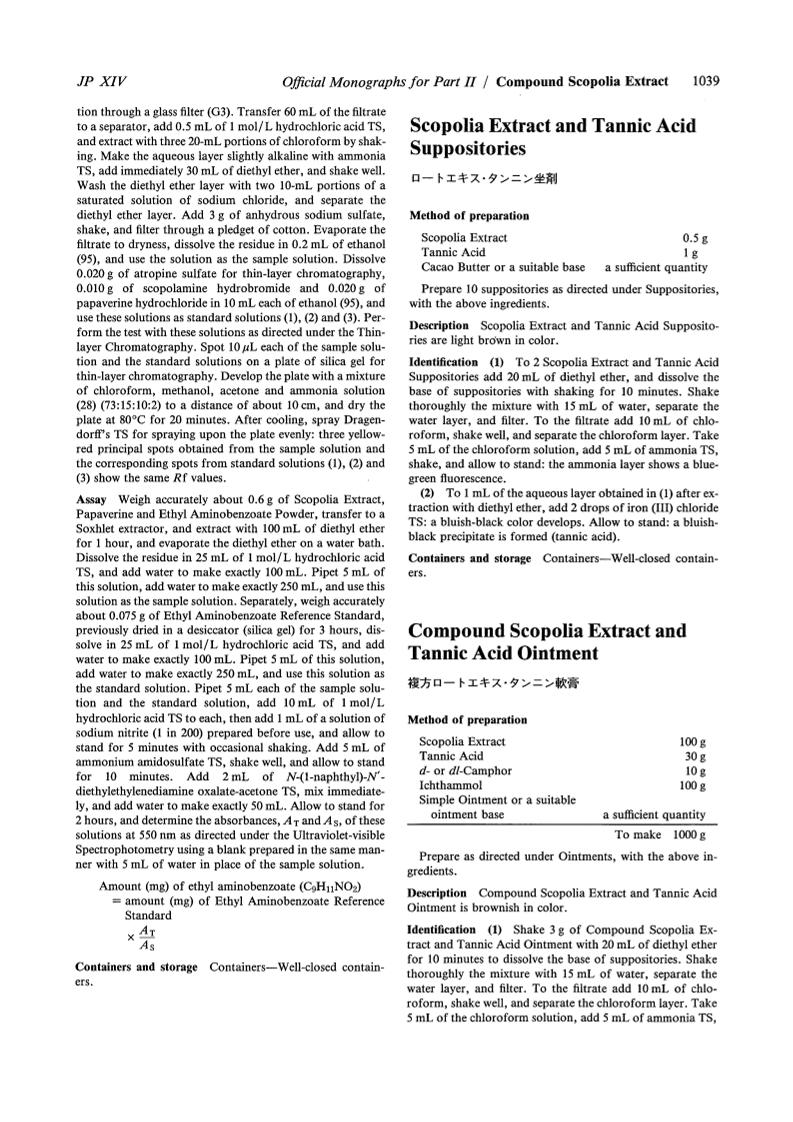 JP XIV
Official Monographs for Part II / Compound Scopolia Extract 1039
tion through a glass filter (G3). Transfer 60 mL of the filtrate
to a separator, add 0.5 mL of 1 mol/L hydrochloric acid TS,
and extract with three 20-mL portions of chloroform by shak-
ing. Make the aqueous layer slightly alkaline with ammonia
TS, add immediately 30 mL of diethyl ether, and shake well.
Wash the diethyl ether layer with two 10-mL portions of a
saturated solution of sodium chloride, and separate the
diethyl ether layer. Add 3 g of anhydrous sodium sulfate,
shake, and filter through a pledget of cotton. Evaporate the
filtrate to dryness, dissolve the residue in 0.2 mL of ethanol
(95), and use the solution as the sample solution. Dissolve
0.020 g of atropine sulfate for thin-layer chromatography,
0.010 g of scopolamine hydrobromide and 0.020 g of
papaverine hydrochloride in 10 mL each of ethanol (95), and
use these solutions as standard solutions (1), (2) and (3). Per-
form the test with these solutions as directed under the Thin-
layer Chromatography. Spot 10 μL each of the sample solu-
tion and the standard solutions on a plate of silica gel for
thin-layer chromatography. Develop the plate with a mixture
of chloroform, methanol, acetone and ammonia solution
(28) (73:15:10:2) to a distance of about 10 cm, and dry the
plate at 80°C for 20 minutes. After cooling, spray Dragen-
dorff's TS for spraying upon the plate evenly: three yellow-
red principal spots obtained from the sample solution and
the corresponding spots from standard solutions (1), (2) and
(3) show the same Rf values.
Assay Weigh accurately about 0.6 g of Scopolia Extract,
Papaverine and Ethyl Aminobenzoate Powder, transfer to a
Soxhlet extractor, and extract with 100 mL of diethyl ether
for 1 hour, and evaporate the diethyl ether on a water bath.
Dissolve the residue in 25 mL of 1 mol/L hydrochloric acid
TS, and add water to make exactly 100 mL. Pipet 5 mL of
this solution, add water to make exactly 250 mL, and use this
solution as the sample solution. Separately, weigh accurately
about 0.075 g of Ethyl Aminobenzoate Reference Standard,
previously dried in a desiccator (silica gel) for 3 hours, dis-
solve in 25 mL of 1 mol/L hydrochloric acid TS, and add
water to make exactly 100 mL. Pipet 5 mL of this solution,
add water to make exactly 250 mL, and use this solution as
the standard solution. Pipet 5 mL each of the sample solu-
tion and the standard solution, add 10 mL of 1 mol/L
hydrochloric acid TS to each, then add 1 mL of a solution of
sodium nitrite (1 in 200) prepared before use, and allow to
stand for 5 minutes with occasional shaking. Add 5 mL of
ammonium amidosulfate TS, shake well, and allow to stand
for 10 minutes. Add 2 mL of N-(1-naphthyl)-N′-
diethylethylenediamine oxalate-acetone TS, mix immediate-
ly, and add water to make exactly 50 mL. Allow to stand for
2 hours, and determine the absorbances, AT and AS, of these
solutions at 550 nm as directed under the Ultraviolet-visible
Spectrophotometry using a blank prepared in the same man-
ner with 5 mL of water in place of the sample solution.
Amount (mg) of ethyl aminobenzoate (C9H11NO2)
= amount (mg) of Ethyl Aminobenzoate Reference
Standard
× AT
AS
Containers and storage Containers—Well-closed contain-
ers.
Scopolia Extract and Tannic Acid
Suppositories
ロートエキス・タンニン坐剤
Method of preparation
Scopolia Extract 0.5 g
Tannic Acid 1 g
Cacao Butter or a suitable base a sufficient quantity
Prepare 10 suppositories as directed under Suppositories,
with the above ingredients.
Description Scopolia Extract and Tannic Acid Supposito-
ries are light brown in color.
Identification (1) To 2 Scopolia Extract and Tannic Acid
Suppositories add 20 mL of diethyl ether, and dissolve the
base of suppositories with shaking for 10 minutes. Shake
thoroughly the mixture with 15 mL of water, separate the
water layer, and filter. To the filtrate add 10 mL of chlo-
roform, shake well, and separate the chloroform layer. Take
5 mL of the chloroform solution, add 5 mL of ammonia TS,
shake, and allow to stand: the ammonia layer shows a blue-
green fluorescence.
(2) To 1 mL of the aqueous layer obtained in (1) after ex-
traction with diethyl ether, add 2 drops of iron (III) chloride
TS: a bluish-black color develops. Allow to stand: a bluish-
black precipitate is formed (tannic acid).
Containers and storage Containers—Well-closed contain-
ers.
Compound Scopolia Extract and
Tannic Acid Ointment
複方ロートエキス・タンニン軟膏
Method of preparation
Scopolia Extract 100 g
Tannic Acid 30 g
d- or dl-Camphor 10 g
Ichthammol 100 g
Simple Ointment or a suitable
ointment base a sufficient quantity
To make 1000 g
Prepare as directed under Ointments, with the above in-
gredients.
Description Compound Scopolia Extract and Tannic Acid
Ointment is brownish in color.
Identification (1) Shake 3 g of Compound Scopolia Ex-
tract and Tannic Acid Ointment with 20 mL of diethyl ether
for 10 minutes to dissolve the base of suppositories. Shake
thoroughly the mixture with 15 mL of water, separate the
water layer, and filter. To the filtrate add 10 mL of chlo-
roform, shake well, and separate the chloroform layer. Take
5 mL of the chloroform solution, add 5 mL of ammonia TS,